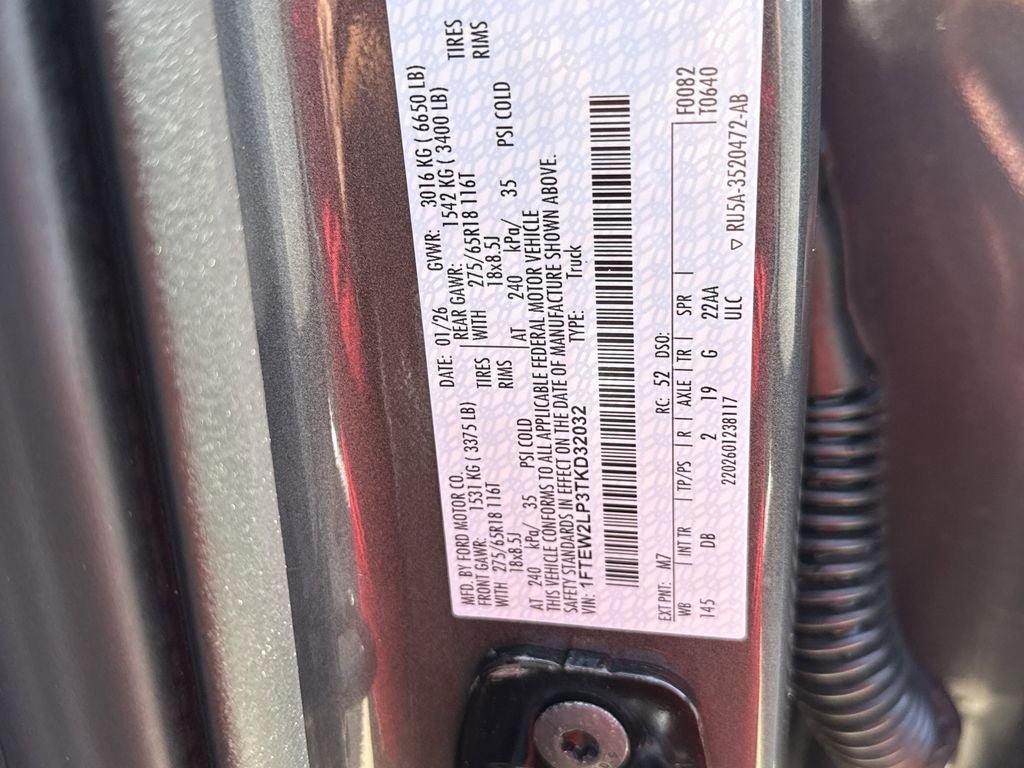 MFD. BY FORD MOTOR CO.
DATE: 01/26 GVWR: 3016 KG ( 6650 LB)
FRONT GAWR: 1531 KG ( 3375 LB) REAR GAWR: 1542 KG ( 3400 LB)
WITH 275/65R18 116T TIRES WITH 275/65R18 116T TIRES
18x8.5J RIMS 18x8.5J RIMS
AT 240 kPa/ 35 PSI COLD AT 240 kPa/ 35 PSI COLD
THIS VEHICLE CONFORMS TO ALL APPLICABLE FEDERAL MOTOR VEHICLE
SAFETY STANDARDS IN EFFECT ON THE DATE OF MANUFACTURE SHOWN ABOVE.
VIN: 1FTEW2LP3TKD32032 TYPE: Truck
EXT PNT: M7 RC: 52 DSO: F0082
WB INT TR TP/PS R AXLE TR SPR T0640
145 DB 2 19 G 22AA
2202601238117 ULC ▽ RU5A-3520472-AB